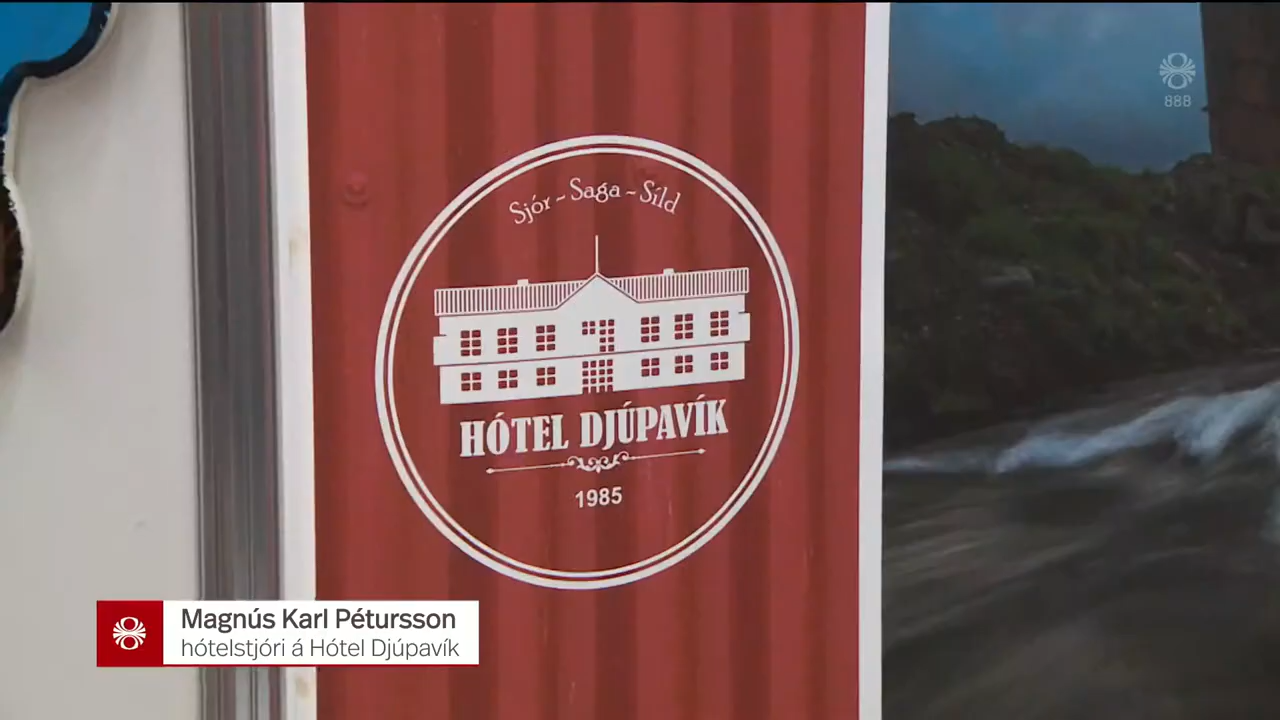 888
Sjór ~ Saga ~ Síld
HÓTEL DJÚPAVÍK
1985
Magnús Karl Pétursson
hótelstjóri á Hótel Djúpavík